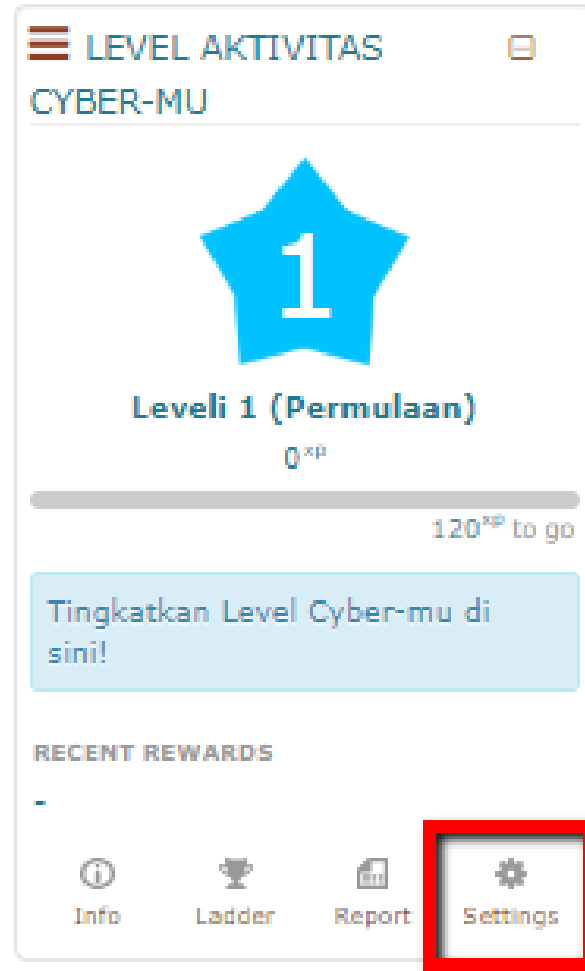 LEVEL AKTIVITAS
CYBER-MU
1
Leveli 1 (Permulaan)
0xp
120xp to go
Tingkatkan Level Cyber-mu di
sini!
RECENT REWARDS
-
Info Ladder Report Settings